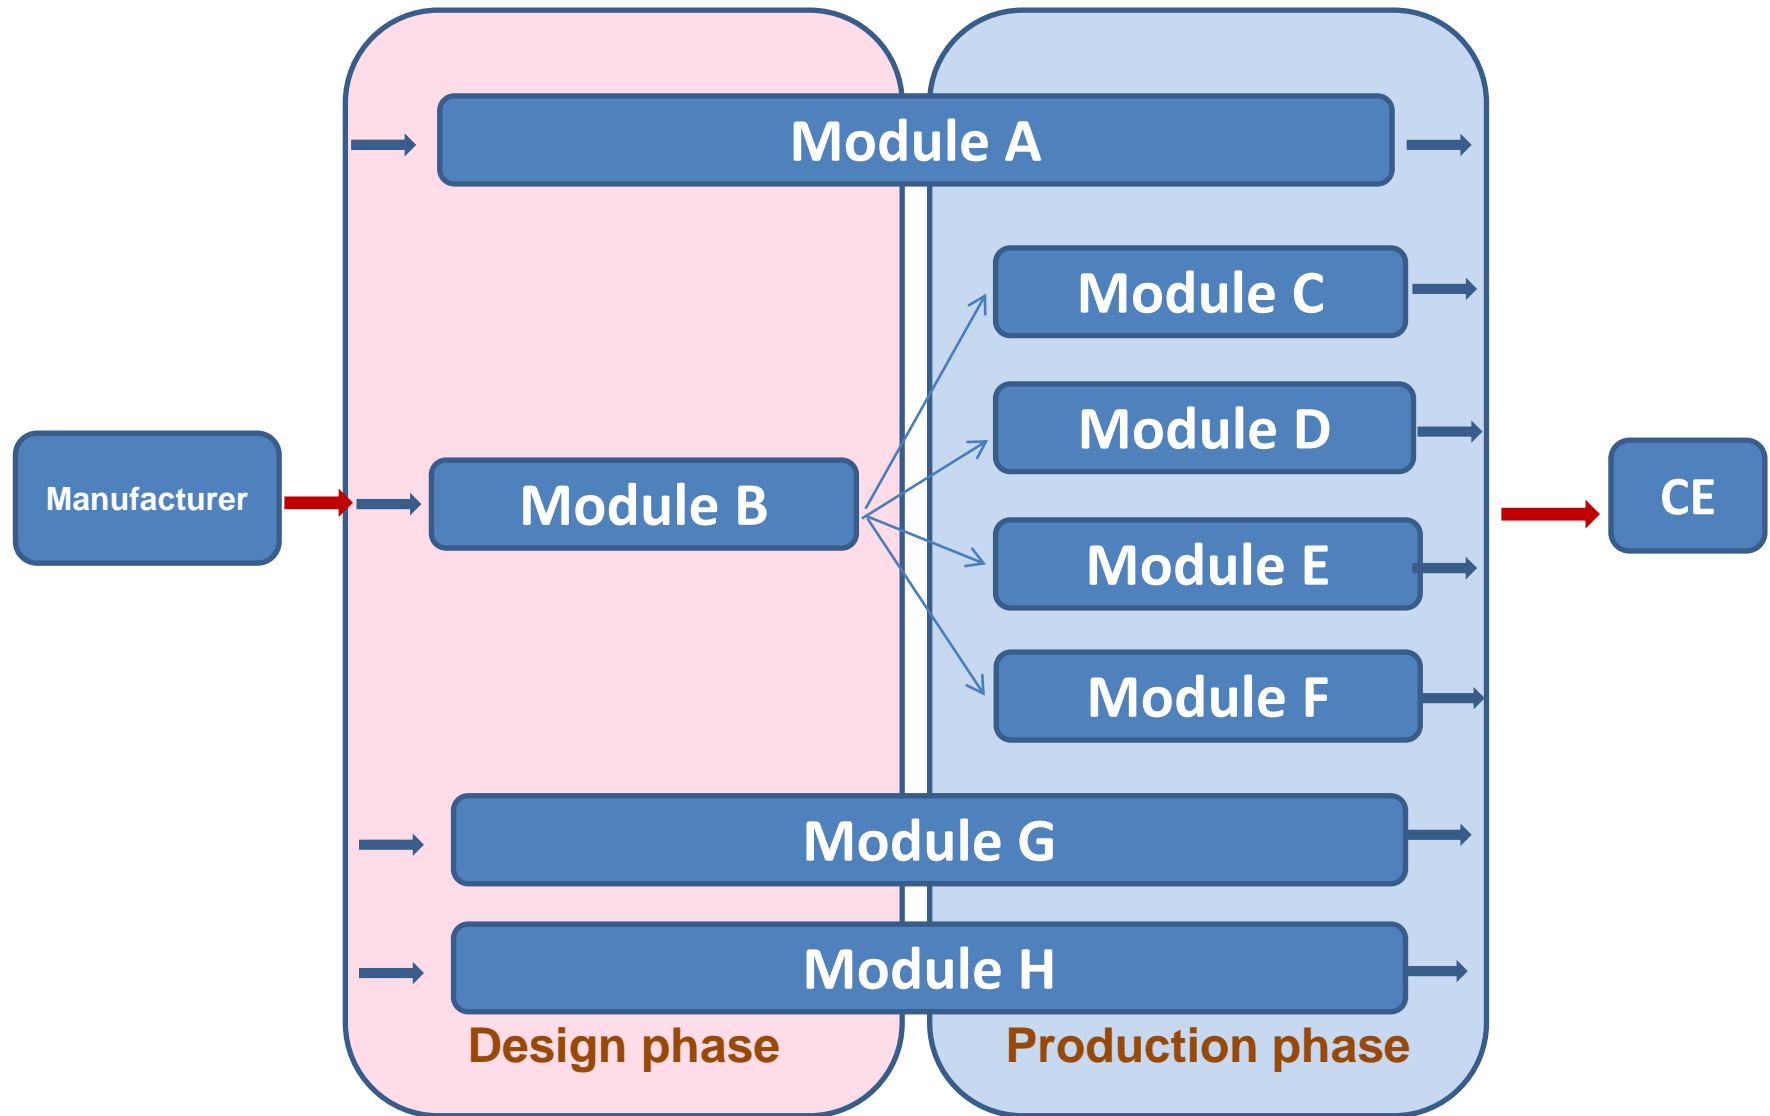 Module A
Module C
Module D
Manufacturer
Module B
CE
Module E
Module F
Module G
Module H
Design phase
Production phase